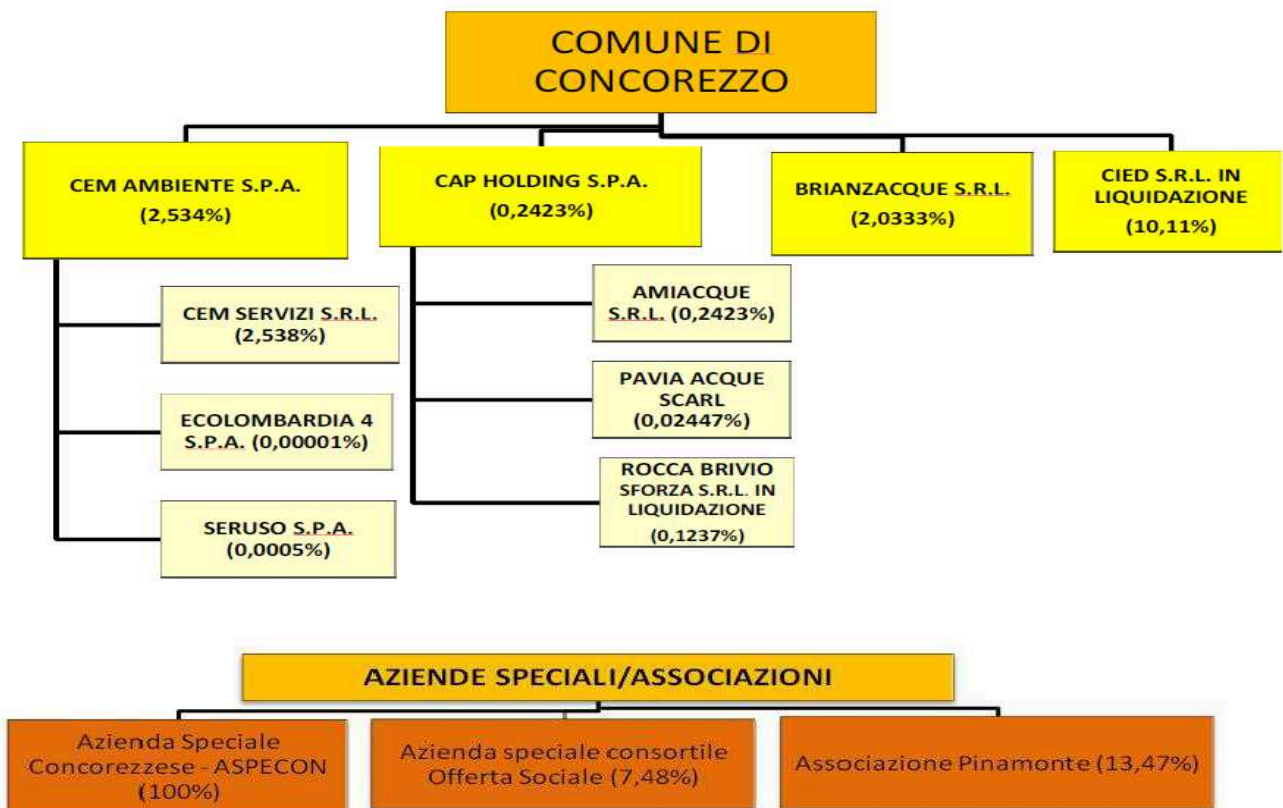 COMUNE DI
CONCOREZZO
CEM AMBIENTE S.P.A.
(2,534%)
CAP HOLDING S.P.A.
(0,2423%)
BRIANZACQUE S.R.L.
(2,0333%)
CIED S.R.L. IN
LIQUIDAZIONE
(10,11%)
CEM SERVIZI S.R.L.
(2,538%)
ECOLOMBARDIA 4
S.P.A. (0,00001%)
SERUSO S.P.A.
(0,0005%)
AMIACQUE
S.R.L. (0,2423%)
PAVIA ACQUE
SCARL
(0,02447%)
ROCCA BRIVIO
SFORZA S.R.L. IN
LIQUIDAZIONE
(0,1237%)
AZIENDE SPECIALI/ASSOCIAZIONI
Azienda Speciale
Concorezzese - ASPECON
(100%)
Azienda speciale consortile
Offerta Sociale (7,48%)
Associazione Pinamonte (13,47%)